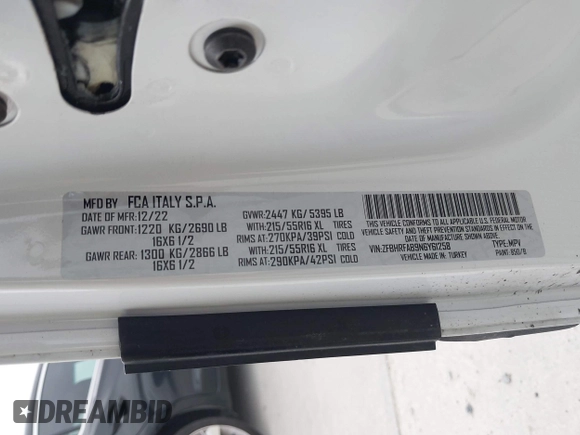 MFD BY FCA ITALY S.P.A.
DATE OF MFR:12/22 GVWR:2447 KG/5395 LB
GAWR FRONT:1220 KG/2690 LB WITH:215/55R16 XL TIRES
16X6 1/2 RIMS AT:270KPA/39PSI COLD
GAWR REAR:1300 KG/2866 LB WITH:215/55R16 XL TIRES
16X6 1/2 RIMS AT:290KPA/42PSI COLD
THIS VEHICLE CONFORMS TO ALL APPLICABLE U.S. FEDERAL MOTOR
VEHICLE SAFETY STANDARDS IN EFFECT ON THE
DATE OF MANUFACTURE SHOWN ABOVE.
TYPE: MPV
VEHICLE MADE IN: TURKEY
DREAMBID